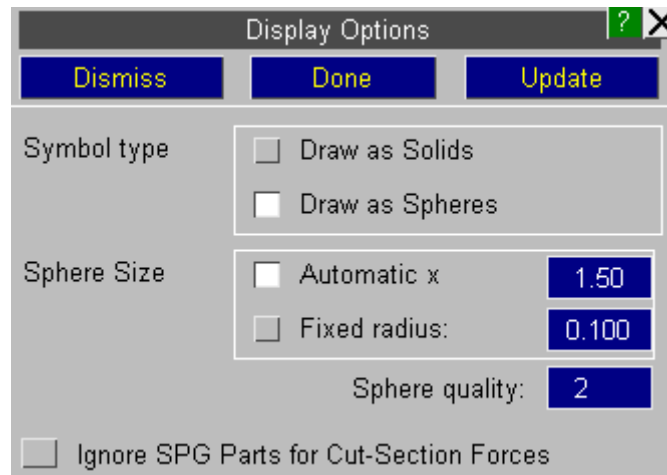 Display Options ? X
Dismiss Done Update
Symbol type Draw as Solids
Draw as Spheres
Sphere Size Automatic x 1.50
Fixed radius: 0.100
Sphere quality: 2
Ignore SPG Parts for Cut-Section Forces